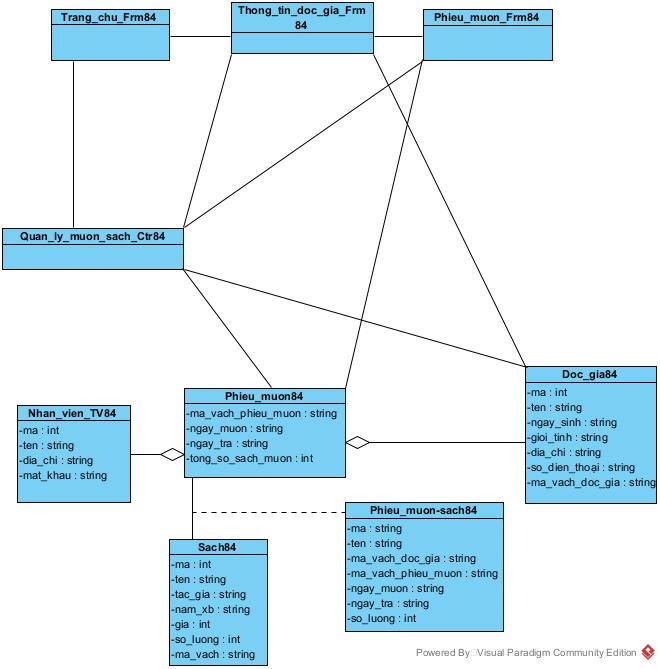 Trang_chu_Frm84
Thong_tin_doc_gia_Frm
84
Phieu_muon_Frm84
Quan_ly_muon_sach_Ctr84
Doc_gia84
-ma : int
-ten : string
-ngay_sinh : string
-gioi_tinh : string
-dia_chi : string
-so_dien_thoại : string
-ma_vach_doc_gia : string
Phieu_muon84
-ma_vach_phieu_muon : string
-ngay_muon : string
-ngay_tra : string
-tong_so_sach_muon : int
Nhan_vien_TV84
-ma : int
-ten : string
-dia_chi : string
-mat_khau : string
Phieu_muon-sach84
-ma : string
-ten : string
-ma_vach_doc_gia : string
-ma_vach_phieu_muon : string
-ngay_muon : string
-ngay_tra : string
-so_luong : int
Sach84
-ma : int
-ten : string
-tac_gia : string
-nam_xb : string
-gia : int
-so_luong : int
-ma_vach : string
Powered By Visual Paradigm Community Edition